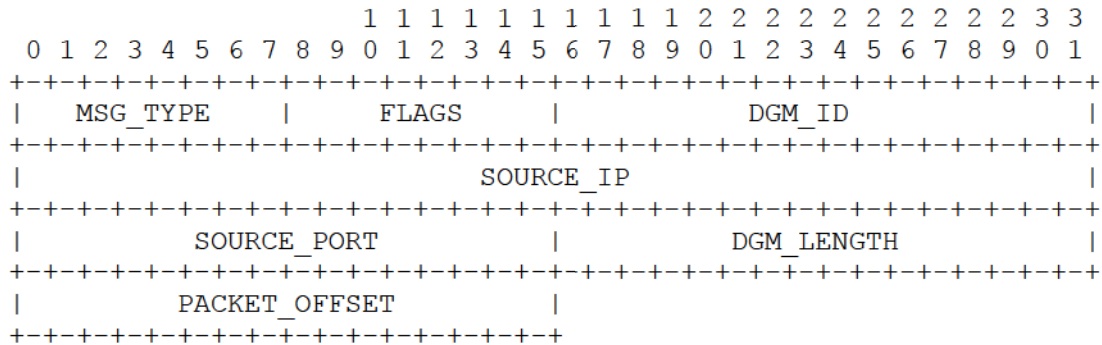 1 1 1 1 1 1 1 1 1 1 2 2 2 2 2 2 2 2 2 2 3 3
0 1 2 3 4 5 6 7 8 9 0 1 2 3 4 5 6 7 8 9 0 1 2 3 4 5 6 7 8 9 0 1
+-+-+-+-+-+-+-+-+-+-+-+-+-+-+-+-+-+-+-+-+-+-+-+-+-+-+-+-+-+-+-+-+
|   MSG_TYPE    |     FLAGS     |           DGM_ID              |
+-+-+-+-+-+-+-+-+-+-+-+-+-+-+-+-+-+-+-+-+-+-+-+-+-+-+-+-+-+-+-+-+
|                           SOURCE_IP                           |
+-+-+-+-+-+-+-+-+-+-+-+-+-+-+-+-+-+-+-+-+-+-+-+-+-+-+-+-+-+-+-+-+
|          SOURCE_PORT          |          DGM_LENGTH           |
+-+-+-+-+-+-+-+-+-+-+-+-+-+-+-+-+-+-+-+-+-+-+-+-+-+-+-+-+-+-+-+-+
|         PACKET_OFFSET         |
+-+-+-+-+-+-+-+-+-+-+-+-+-+-+-+-+